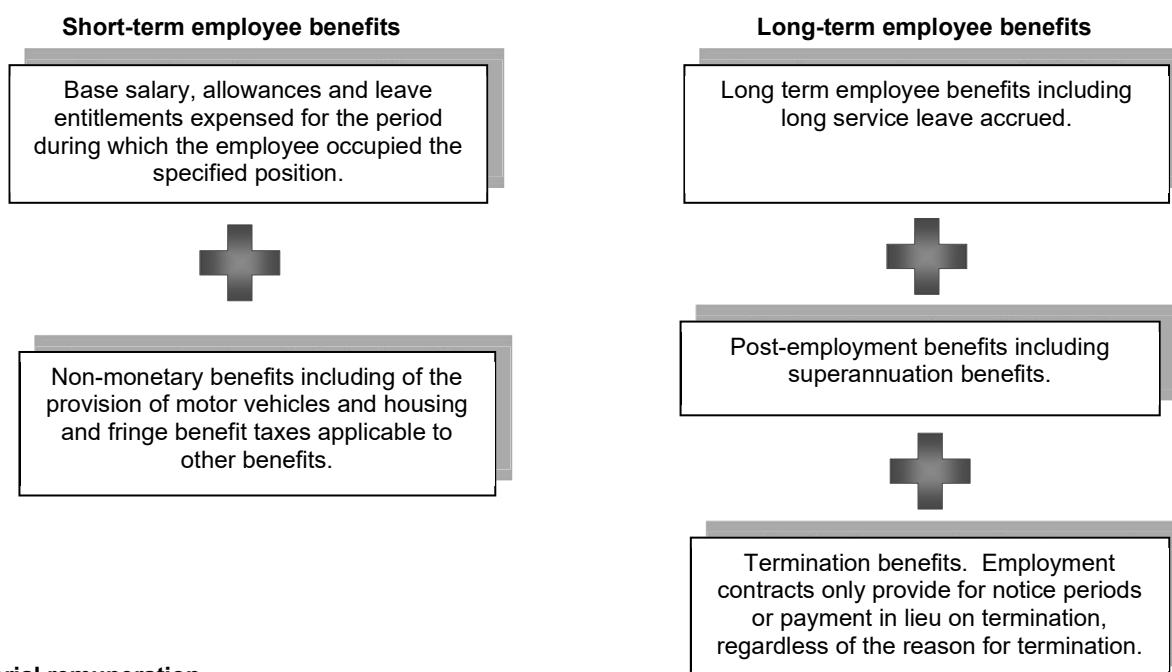 Short-term employee benefits
Base salary, allowances and leave
entitlements expensed for the period
during which the employee occupied the
specified position.
Non-monetary benefits including of the
provision of motor vehicles and housing
and fringe benefit taxes applicable to
other benefits.
Long-term employee benefits
Long term employee benefits including
long service leave accrued.
Post-employment benefits including
superannuation benefits.
Termination benefits.  Employment
contracts only provide for notice periods
or payment in lieu on termination,
regardless of the reason for termination.
remuneration